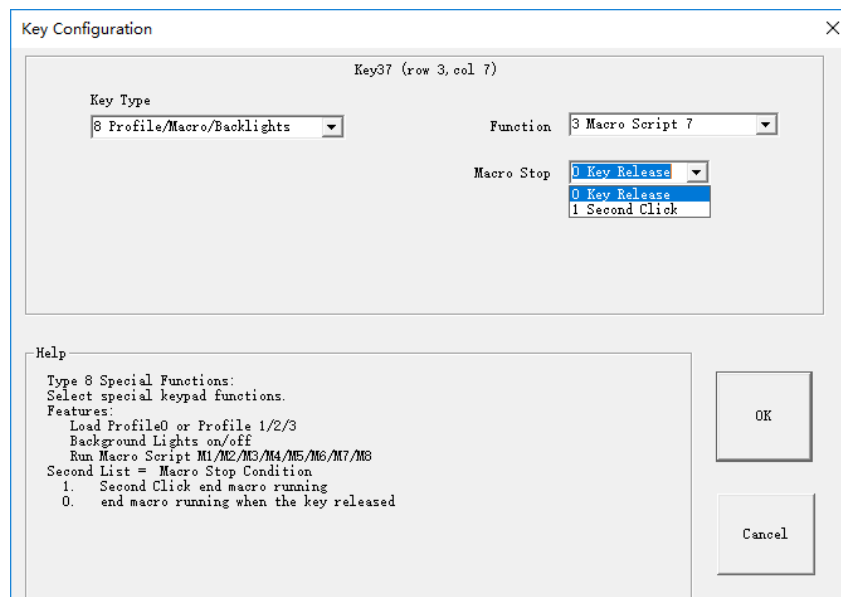 Key Configuration
Key37 (row 3, col 7)
Key Type
8 Profile/Macro/Backlights
Function
3 Macro Script 7
Macro Stop
0 Key Release
0 Key Release
1 Second Click
Help
Type 8 Special Functions:
Select special keypad functions.
Features:
Load Profile0 or Profile 1/2/3
Background Lights on/off
Run Macro Script M1/M2/M3/M4/M5/M6/M7/M8
Second List = Macro Stop Condition
1. Second Click end macro running
0. end macro running when the key released
OK
Cancel